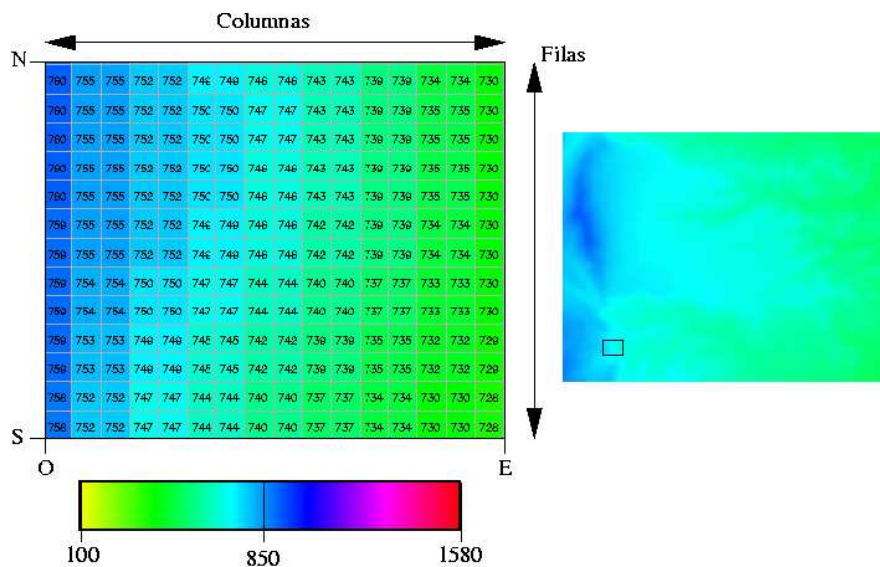 Columnas
N
Filas
760 755 755 752 752 749 749 746 746 743 743 739 739 734 734 730
760 755 755 752 752 750 750 747 747 743 743 739 739 735 735 730
760 755 755 752 752 750 750 747 747 743 743 739 739 735 735 730
760 755 755 752 752 750 750 746 746 743 743 739 739 735 735 730
760 755 755 752 752 750 750 746 746 743 743 739 739 735 735 730
759 755 755 752 752 749 749 746 746 742 742 739 739 734 734 730
759 755 755 752 752 749 749 746 746 742 742 739 739 734 734 730
759 754 754 750 750 747 747 744 744 740 740 737 737 733 733 730
759 754 754 750 750 747 747 744 744 740 740 737 737 733 733 730
759 753 753 749 749 745 745 742 742 739 739 735 735 732 732 729
759 753 753 749 749 745 745 742 742 739 739 735 735 732 732 729
758 752 752 747 747 744 744 740 740 737 737 734 734 730 730 728
758 752 752 747 747 744 744 740 740 737 737 734 734 730 730 728
S
O E
100 850 1580